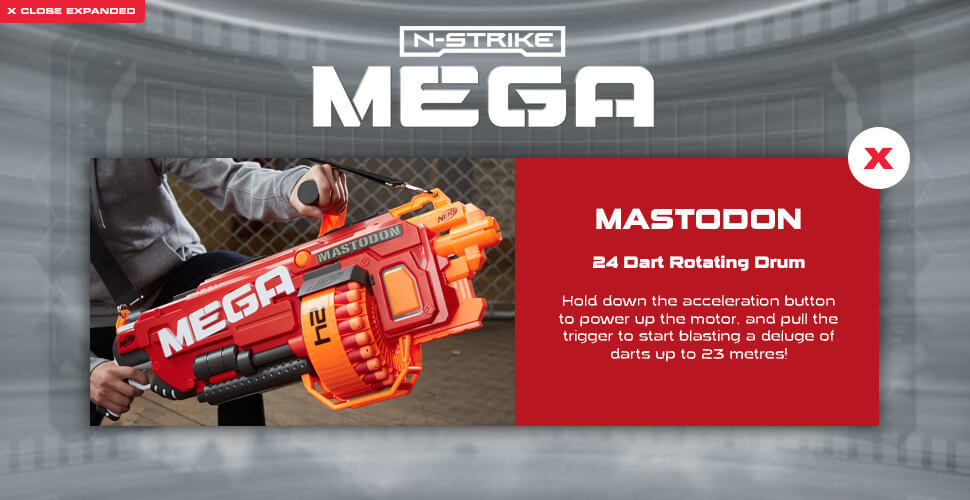 X CLOSE EXPANDED
N-STRIKE
MEGA
X
MASTODON
24 Dart Rotating Drum
Hold down the acceleration button
to power up the motor, and pull the
trigger to start blasting a deluge of
darts up to 23 metres!
NERF
MASTODON
MEGA
24
NERF